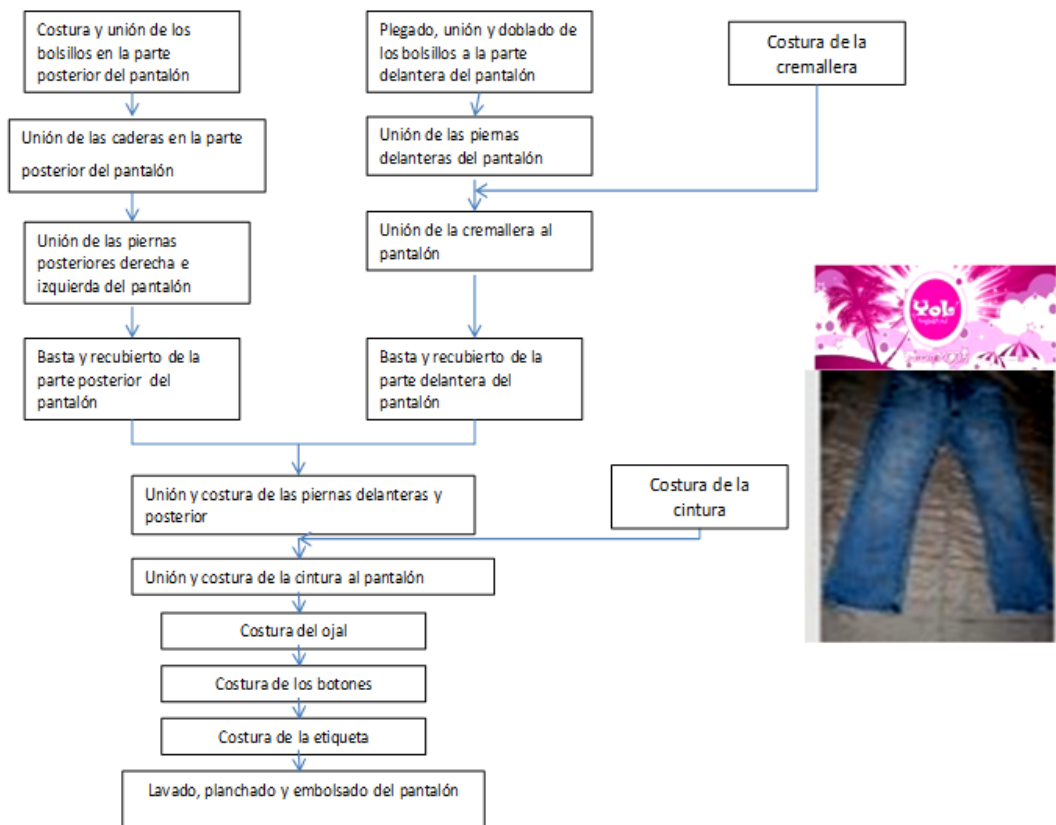 Costura y unión de los
bolsillos en la parte
posterior del pantalón
Plegado, unión y doblado de
los bolsillos a la parte
delantera del pantalón
Costura de la
cremallera
Unión de las caderas en la parte
posterior del pantalón
Unión de las piernas
delanteras del pantalón
Unión de las piernas
posteriores derecha e
izquierda del pantalón
Unión de la cremallera al
pantalón
YoL
Basta y recubierto de la
parte posterior del
pantalón
Basta y recubierto de la
parte delantera del
pantalón
Unión y costura de las piernas delanteras y
posterior
Costura de la
cintura
Unión y costura de la cintura al pantalón
Costura del ojal
Costura de los botones
Costura de la etiqueta
Lavado, planchado y embolsado del pantalón